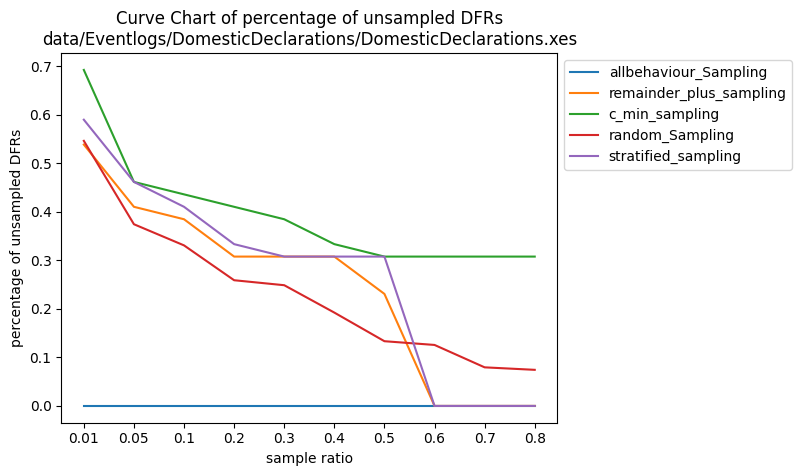 Curve Chart of percentage of unsampled DFRs
data/Eventlogs/DomesticDeclarations/DomesticDeclarations.xes
percentage of unsampled DFRs
0.7
0.6
0.5
0.4
0.3
0.2
0.1
0.0
0.01 0.05 0.1 0.2 0.3 0.4 0.5 0.6 0.7 0.8
sample ratio
allbehaviour_Sampling
remainder_plus_sampling
c_min_sampling
random_Sampling
stratified_sampling